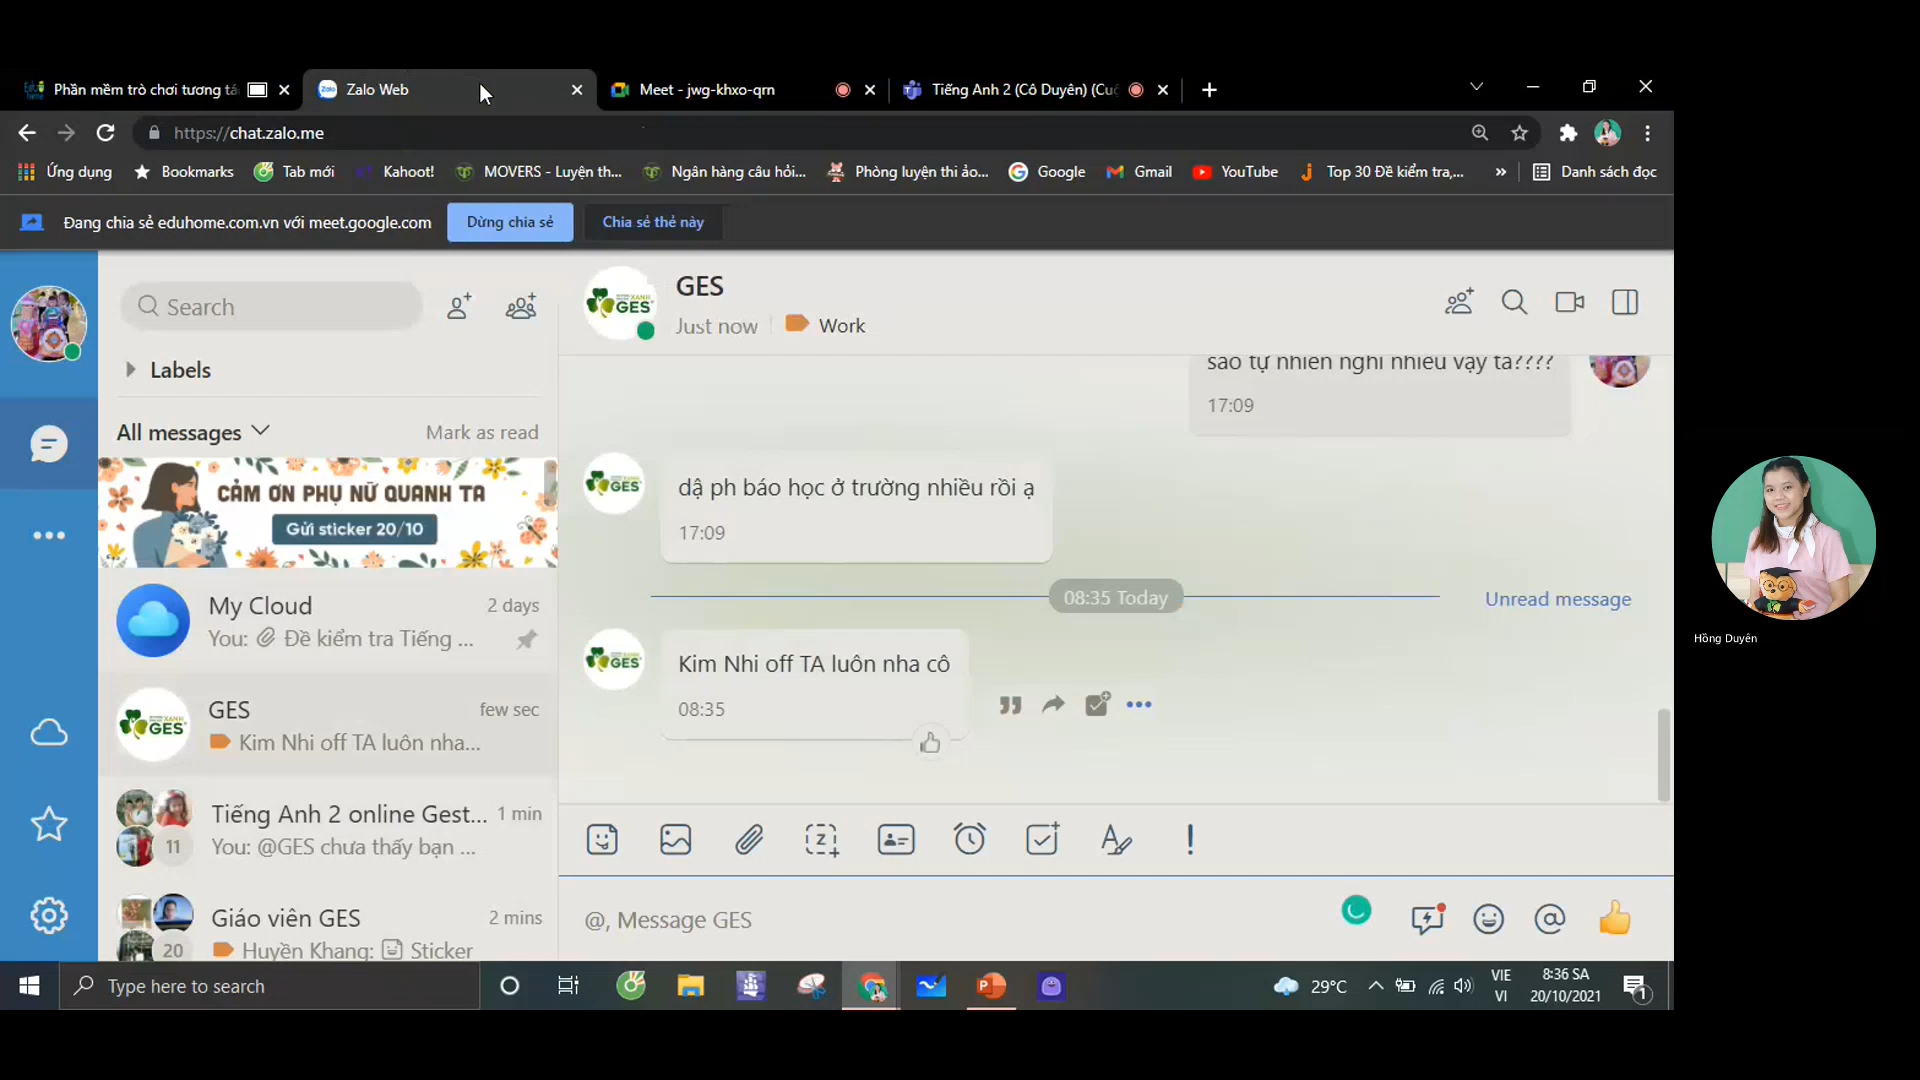 Phần mềm trò chơi tương tá
Zalo Web
Meet - jwg-khxo-qrn
Tiếng Anh 2 (Cô Duyên) (Cuộ
https://chat.zalo.me
Ứng dụng
Bookmarks
Tab mới
Kahoot!
MOVERS - Luyện th...
Ngân hàng câu hỏi...
Phòng luyện thi ảo...
Google
Gmail
YouTube
Top 30 Đề kiểm tra,...
»
Danh sách đọc
Đang chia sẻ eduhome.com.vn với meet.google.com
Dừng chia sẻ
Chia sẻ thẻ này
Search
Labels
All messages
Mark as read
CẢM ƠN PHỤ NỮ QUANH TA
Gửi sticker 20/10
My Cloud
2 days
You: Đề kiểm tra Tiếng ...
GES
few sec
Kim Nhi off TA luôn nha...
Tiếng Anh 2 online Gest...
1 min
11
You: @GES chưa thấy bạn ...
Giáo viên GES
2 mins
20
Huyền Khang: Sticker
XANH
GES
GES
Just now
Work
sao tự nhiên nghỉ nhiều vậy ta????
17:09
dậ ph báo học ở trường nhiều rồi ạ
17:09
08:35 Today
Unread message
Kim Nhi off TA luôn nha cô
08:35
@, Message GES
Type here to search
29°C
VIE
VI
8:36 SA
20/10/2021
1
Hồng Duyên